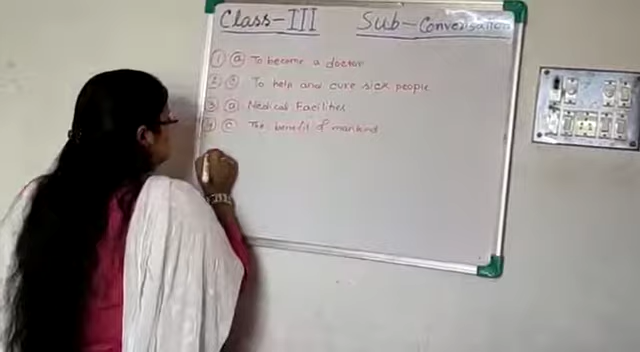 Class-III Sub-Conversation
① ⓐ To become a doctor
② ⓒ To help and cure sick people
③ ⓐ Medical Facilities
④ ⓒ The benefit of mankind